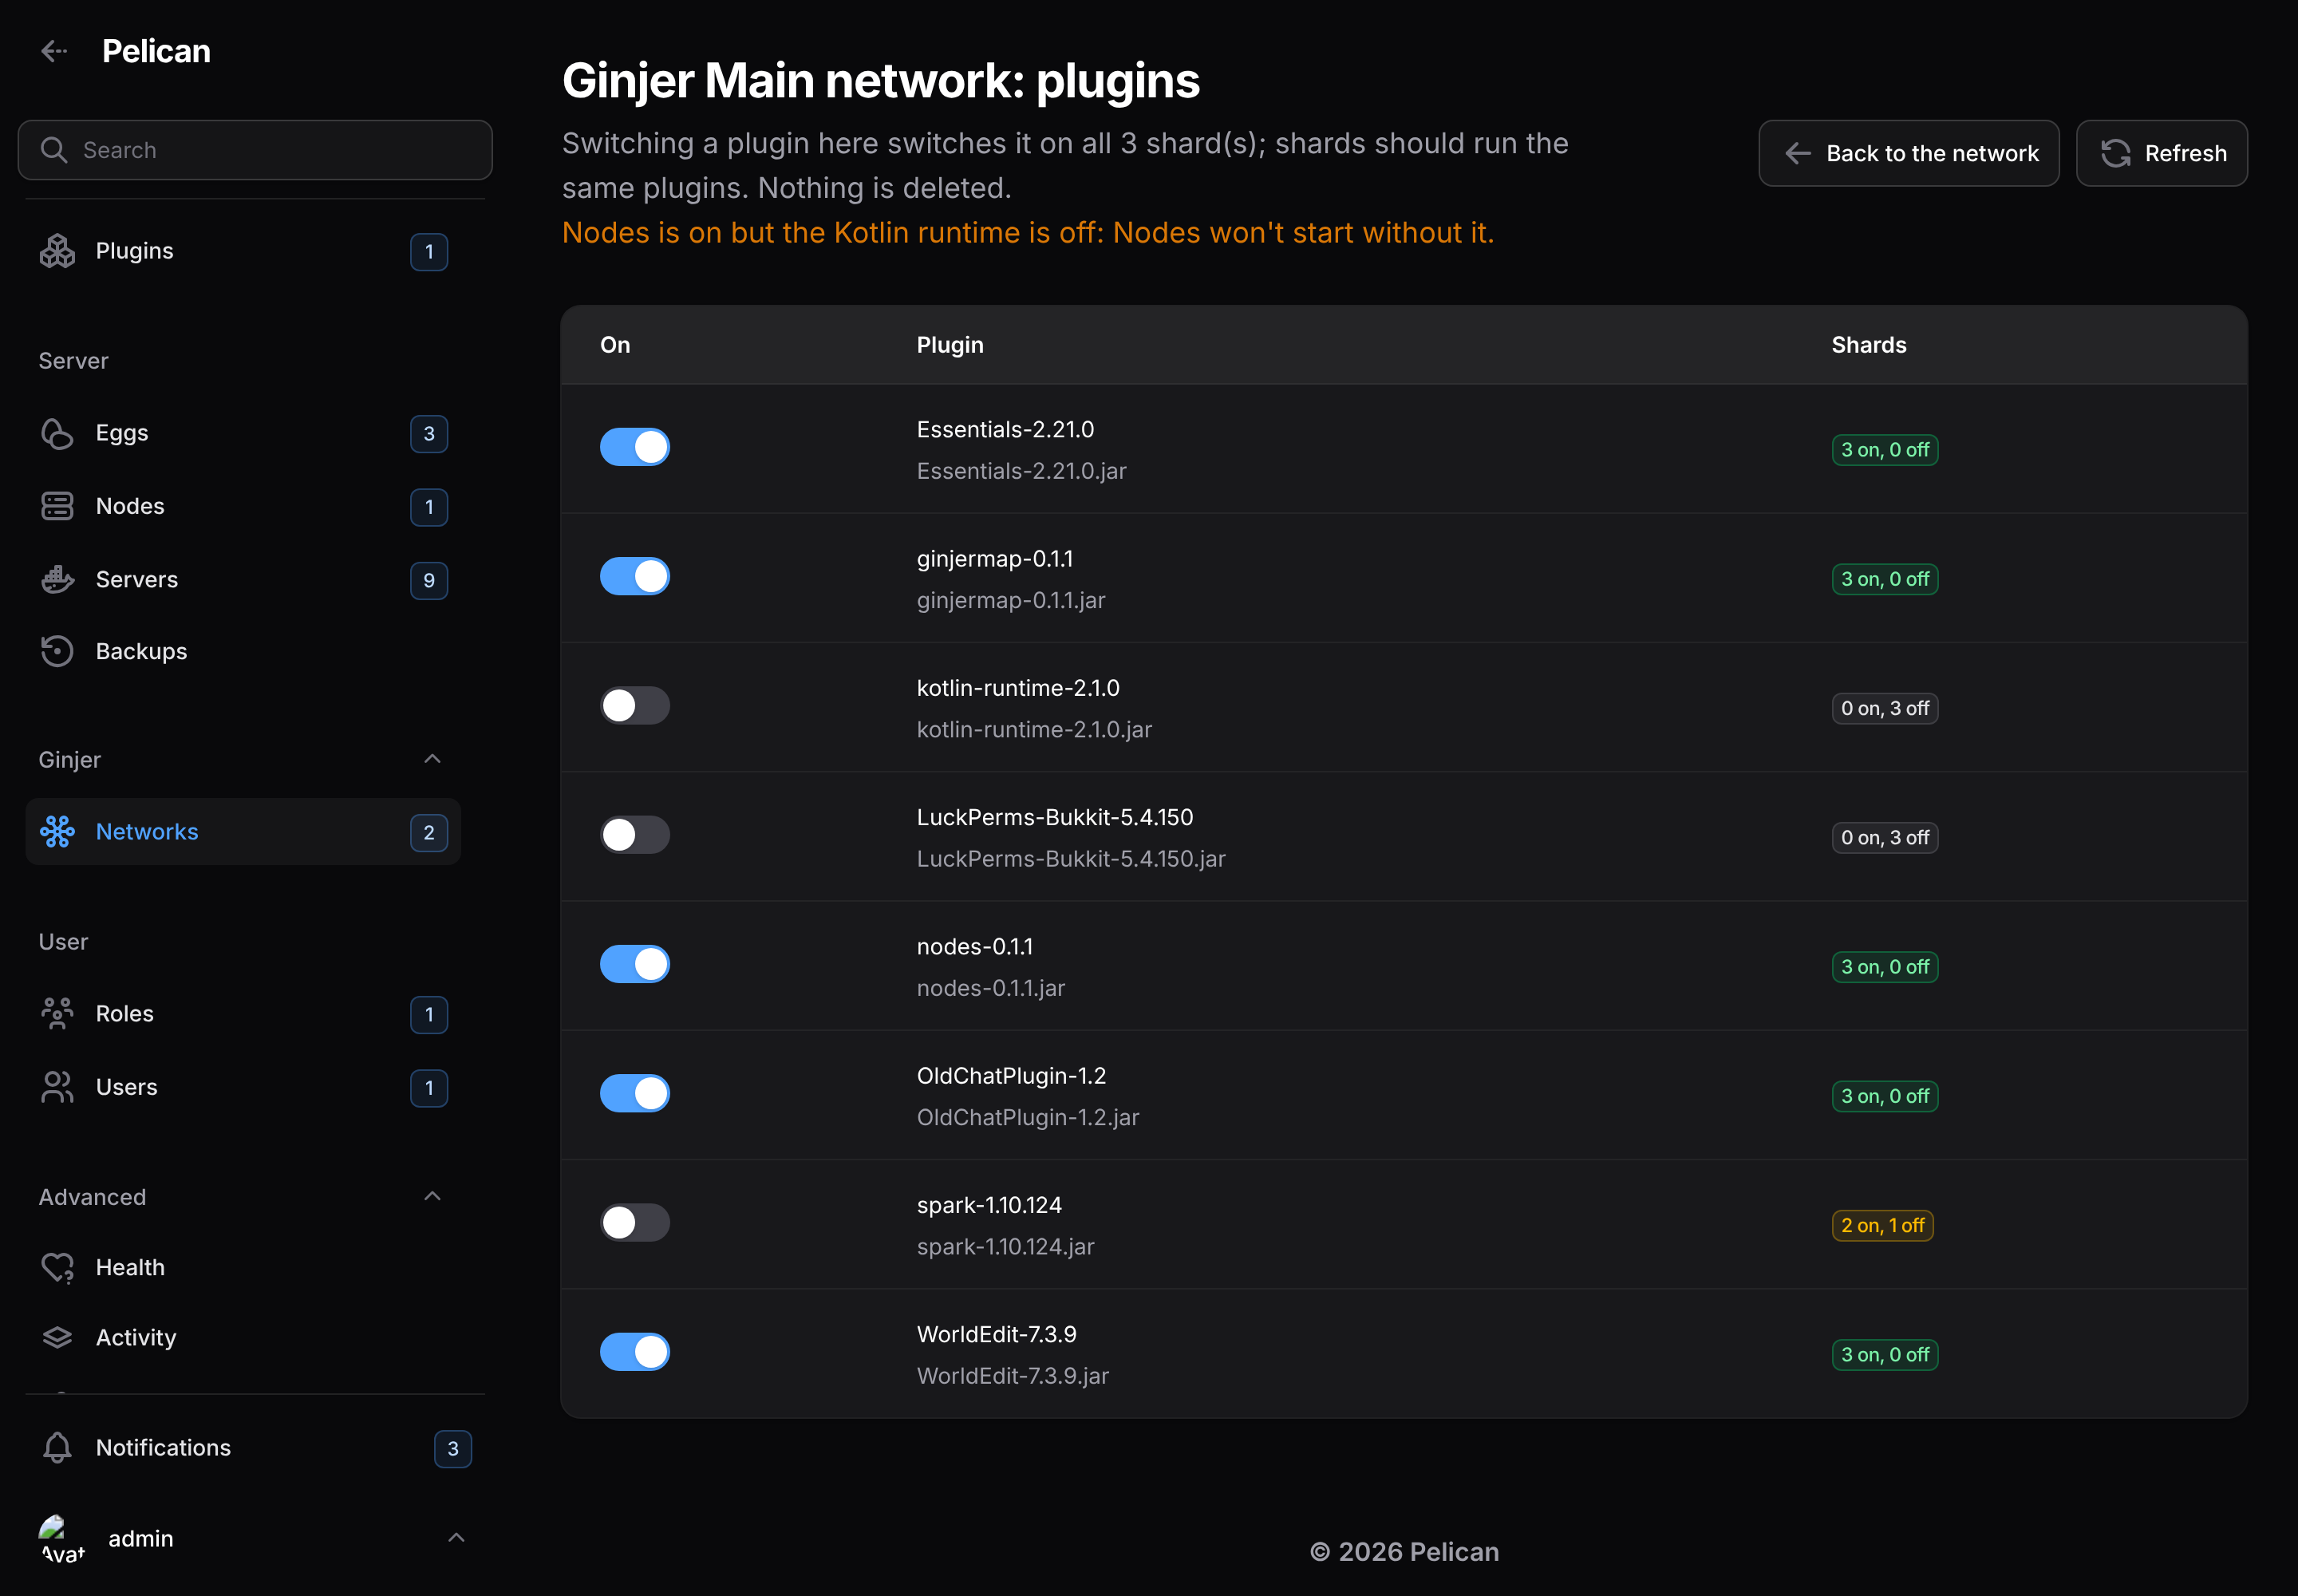 Pelican
Search
Plugins 1
Server
Eggs 3
Nodes 1
Servers 9
Backups
Ginjer
Networks 2
User
Roles 1
Users 1
Advanced
Health
Activity
Notifications 3
Avat
admin
Ginjer Main network: plugins
Switching a plugin here switches it on all 3 shard(s); shards should run the
same plugins. Nothing is deleted.
Nodes is on but the Kotlin runtime is off: Nodes won't start without it.
Back to the network
Refresh
On Plugin Shards
Essentials-2.21.0
Essentials-2.21.0.jar
3 on, 0 off
ginjermap-0.1.1
ginjermap-0.1.1.jar
3 on, 0 off
kotlin-runtime-2.1.0
kotlin-runtime-2.1.0.jar
0 on, 3 off
LuckPerms-Bukkit-5.4.150
LuckPerms-Bukkit-5.4.150.jar
0 on, 3 off
nodes-0.1.1
nodes-0.1.1.jar
3 on, 0 off
OldChatPlugin-1.2
OldChatPlugin-1.2.jar
3 on, 0 off
spark-1.10.124
spark-1.10.124.jar
2 on, 1 off
WorldEdit-7.3.9
WorldEdit-7.3.9.jar
3 on, 0 off
© 2026 Pelican